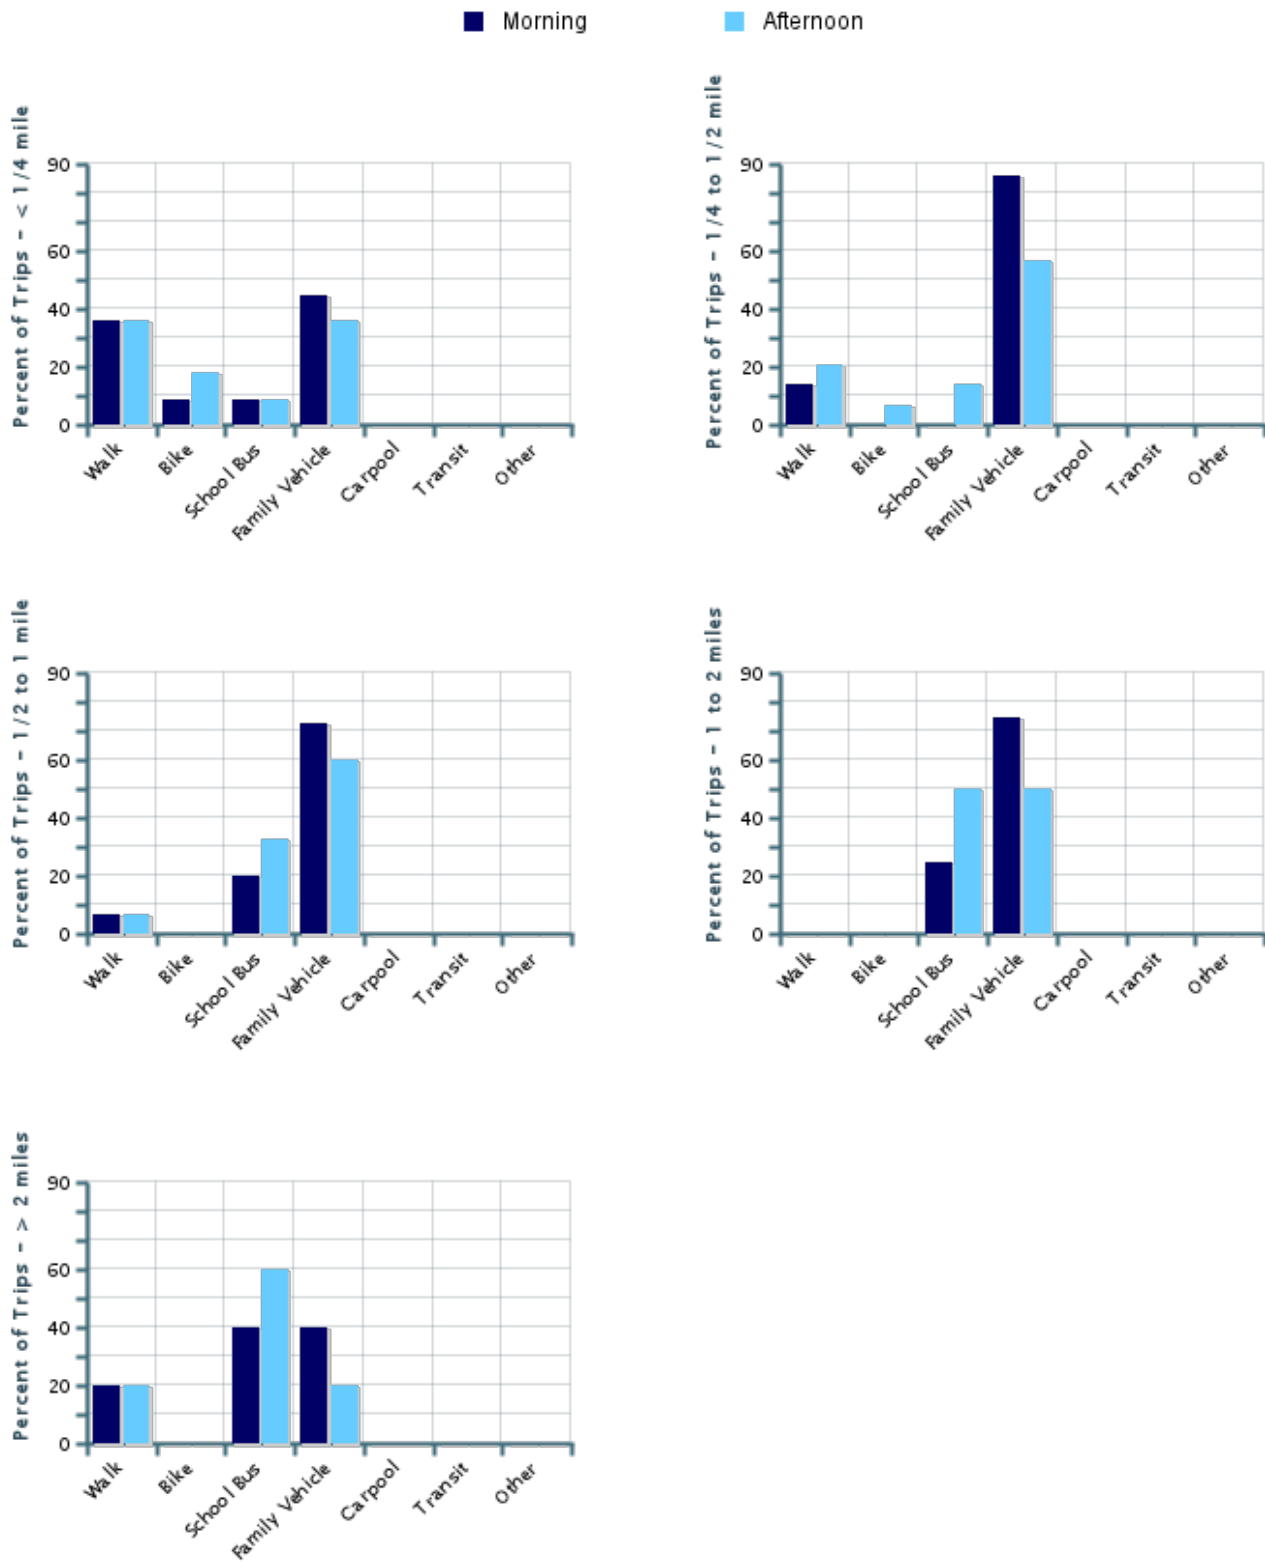 Morning Afternoon
Percent of Trips - < 1/4 mile
90
60
40
20
0
Walk
Bike
School Bus
Family Vehicle
Carpool
Transit
Other
Percent of Trips - 1/4 to 1/2 mile
90
60
40
20
0
Walk
Bike
School Bus
Family Vehicle
Carpool
Transit
Other
Percent of Trips - 1/2 to 1 mile
90
60
40
20
0
Walk
Bike
School Bus
Family Vehicle
Carpool
Transit
Other
Percent of Trips - 1 to 2 miles
90
60
40
20
0
Walk
Bike
School Bus
Family Vehicle
Carpool
Transit
Other
Percent of Trips - > 2 miles
90
60
40
20
0
Walk
Bike
School Bus
Family Vehicle
Carpool
Transit
Other